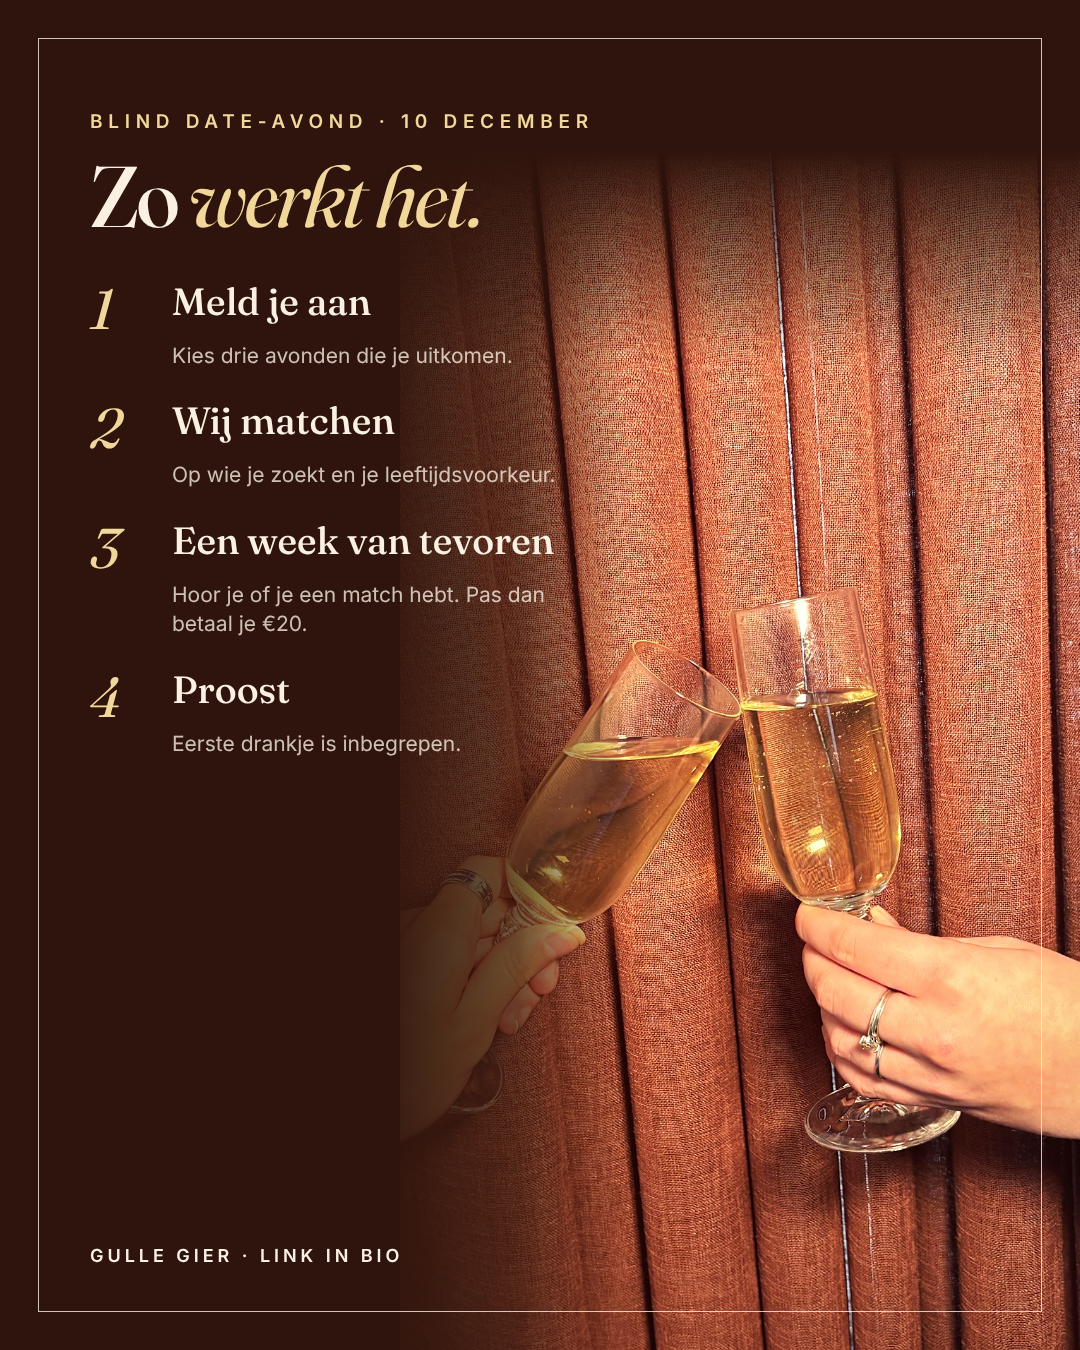 BLIND DATE-AVOND · 10 DECEMBER
Zo werkt het.
1 Meld je aan
Kies drie avonden die je uitkomen.
2 Wij matchen
Op wie je zoekt en je leeftijdsvoorkeur.
3 Een week van tevoren
Hoor je of je een match hebt. Pas dan
betaal je €20.
4 Proost
Eerste drankje is inbegrepen.
GULLE GIER · LINK IN BIO